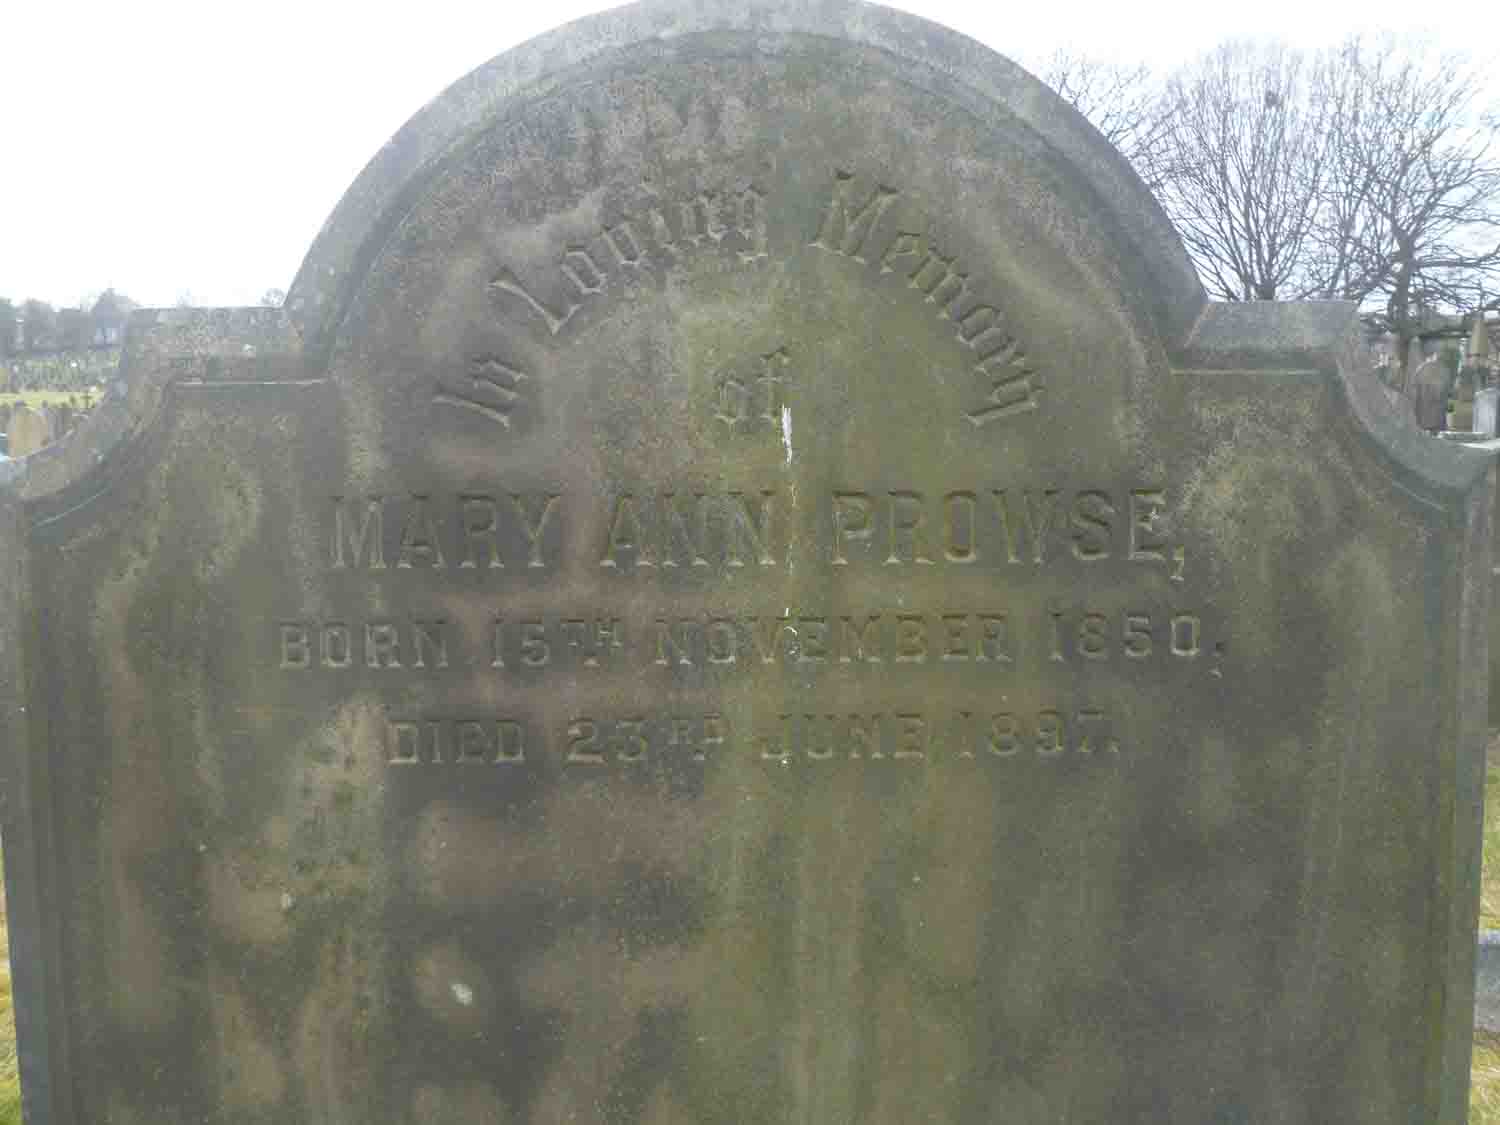 In Loving Memory
of
MARY ANN PROWSE,
BORN 15TH NOVEMBER 1850,
DIED 23RD JUNE 1897.